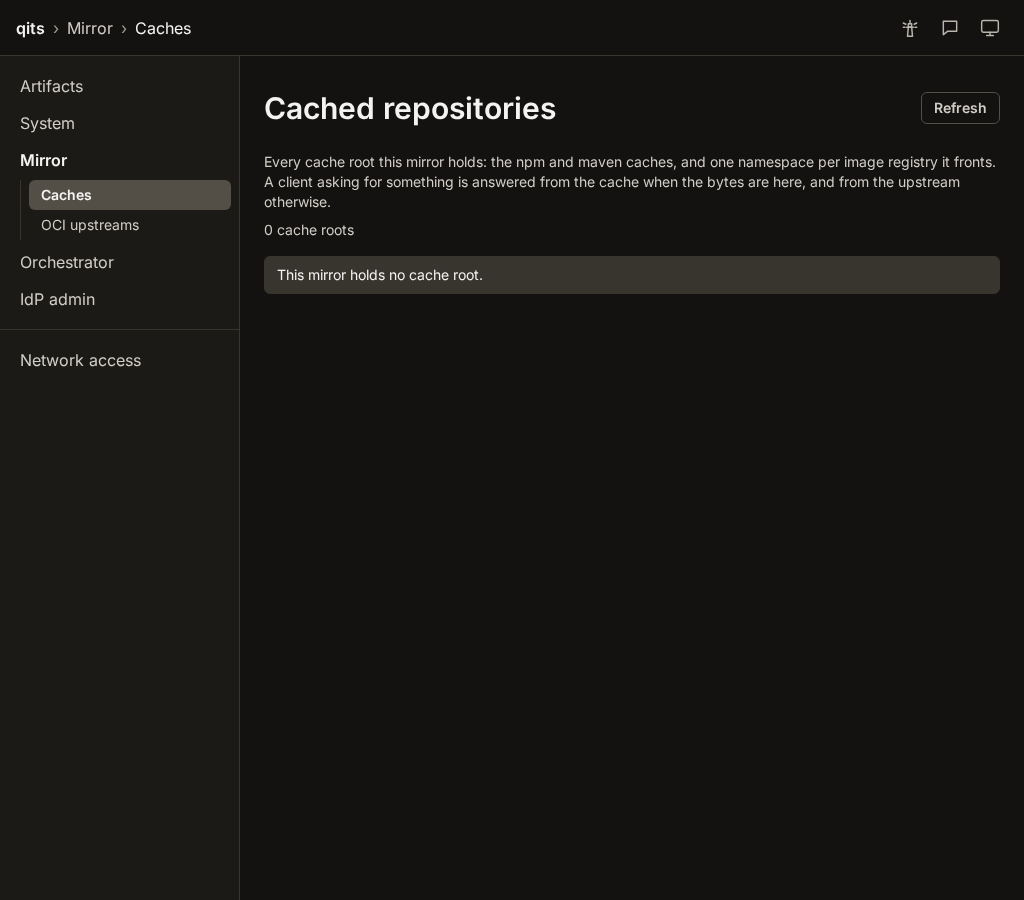 qits › Mirror › Caches
Artifacts
System
Mirror
Caches
OCI upstreams
Orchestrator
IdP admin
Network access
Cached repositories
Refresh
Every cache root this mirror holds: the npm and maven caches, and one namespace per image registry it fronts.
A client asking for something is answered from the cache when the bytes are here, and from the upstream
otherwise.
0 cache roots
This mirror holds no cache root.